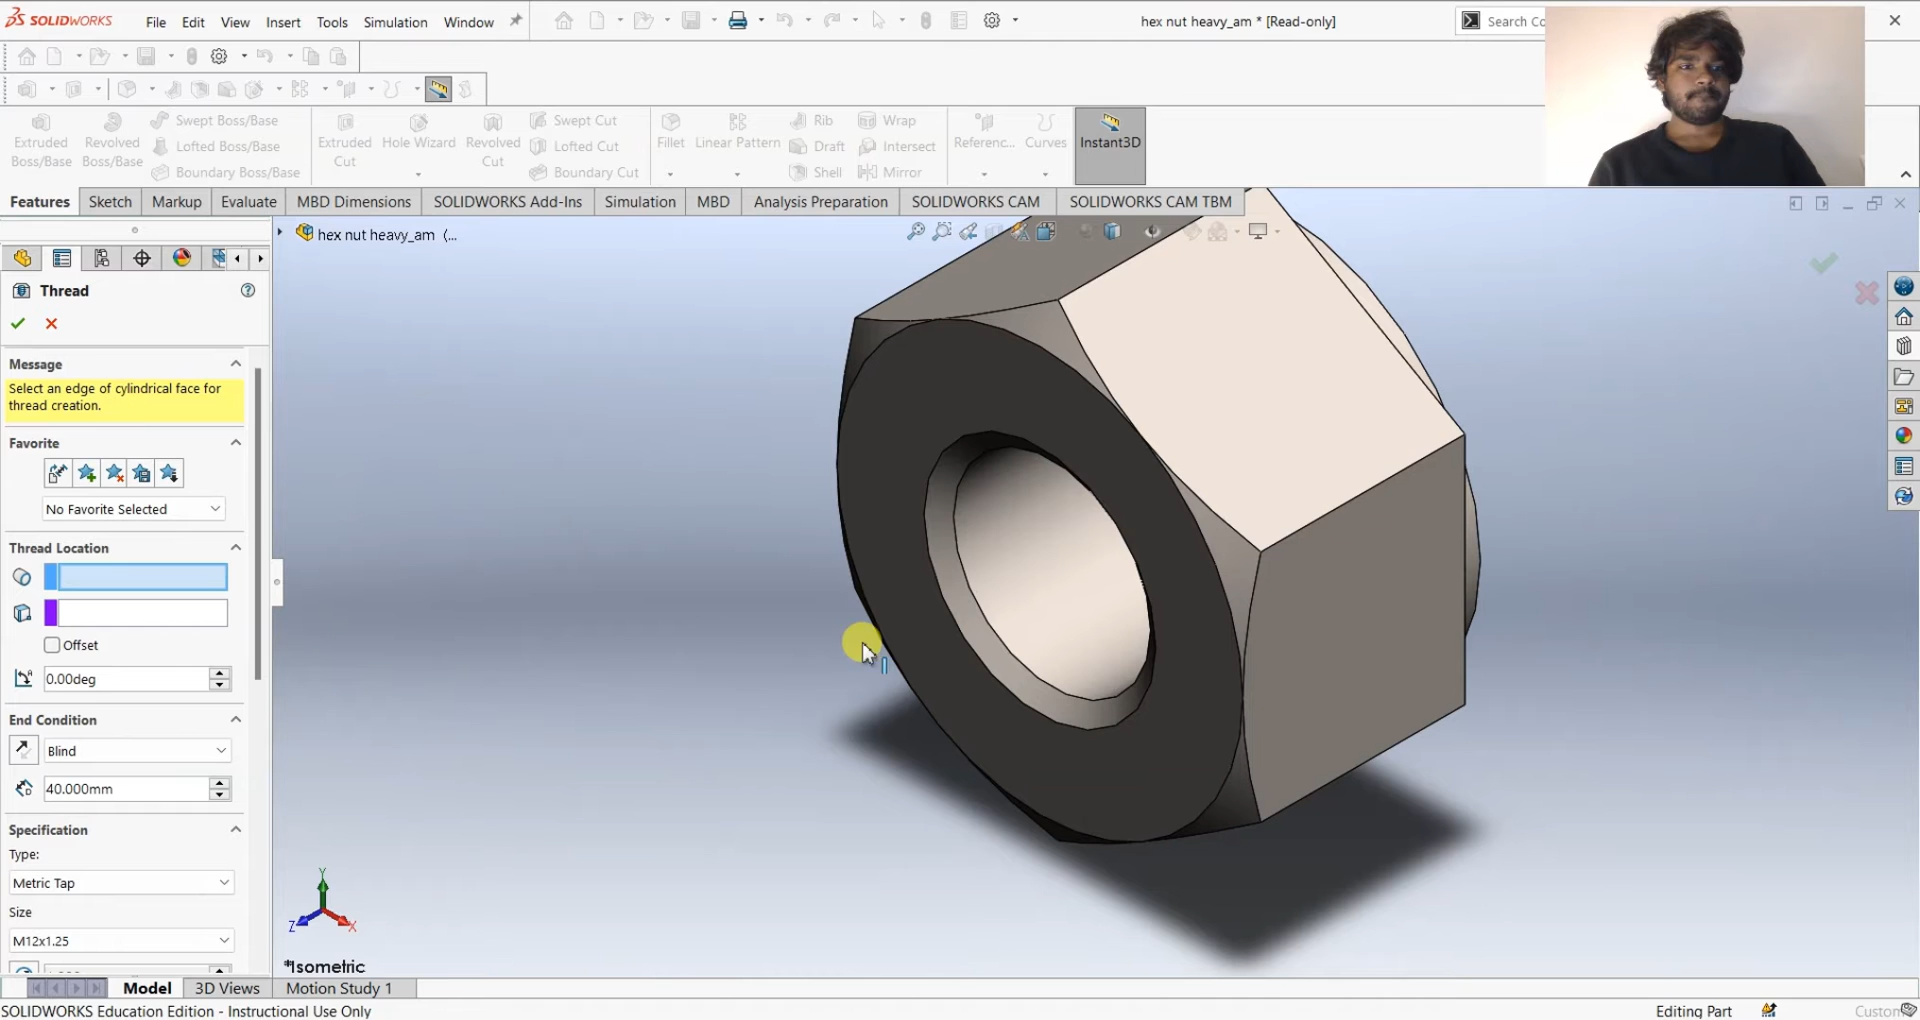 SOLIDWORKS File Edit View Insert Tools Simulation Window
hex nut heavy_am * [Read-only]
Search Co
Extruded Boss/Base
Revolved Boss/Base
Swept Boss/Base
Lofted Boss/Base
Boundary Boss/Base
Extruded Cut
Hole Wizard
Revolved Cut
Swept Cut
Lofted Cut
Boundary Cut
Fillet
Linear Pattern
Rib
Draft
Shell
Wrap
Intersect
Mirror
Referenc...
Curves
Instant3D
Features Sketch Markup Evaluate MBD Dimensions SOLIDWORKS Add-Ins Simulation MBD Analysis Preparation SOLIDWORKS CAM SOLIDWORKS CAM TBM
hex nut heavy_am (...
Thread
Message
Select an edge of cylindrical face for
thread creation.
Favorite
No Favorite Selected
Thread Location
Offset
0.00deg
End Condition
Blind
40.000mm
Specification
Type:
Metric Tap
Size
M12x1.25
Y
Z
X
*Isometric
Model 3D Views Motion Study 1
SOLIDWORKS Education Edition - Instructional Use Only
Editing Part
Custom